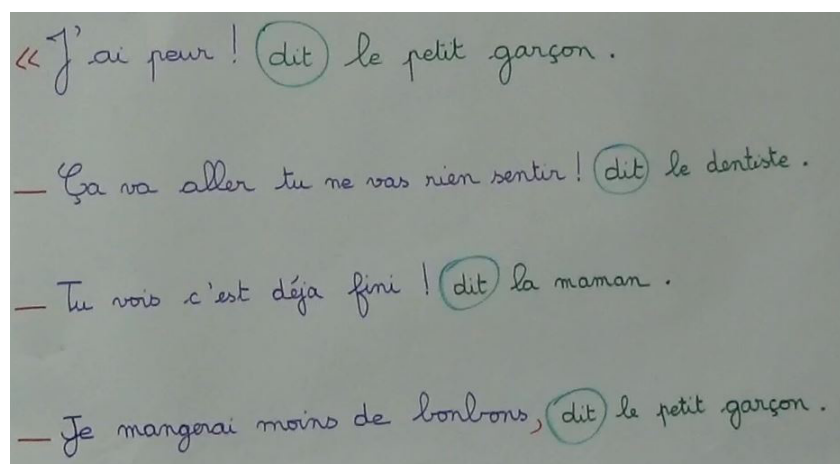 « J'ai peur ! dit le petit garçon.
— Ça va aller tu ne vas rien sentir ! dit le dentiste.
— Tu vois c'est déja fini ! dit la maman.
— Je mangerai moins de bonbons, dit le petit garçon.